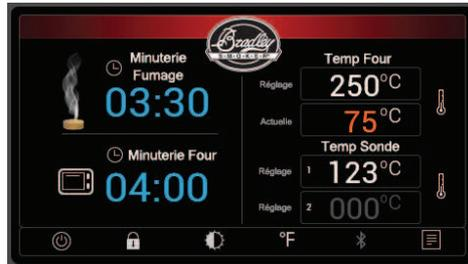 Bradley
SMOKER
Minuterie
Fumage
03:30
Minuterie Four
04:00
Temp Four
Réglage 250°C
Actuelle 75°C
Temp Sonde
Réglage 1 123°C
Réglage 2 000°C
°F